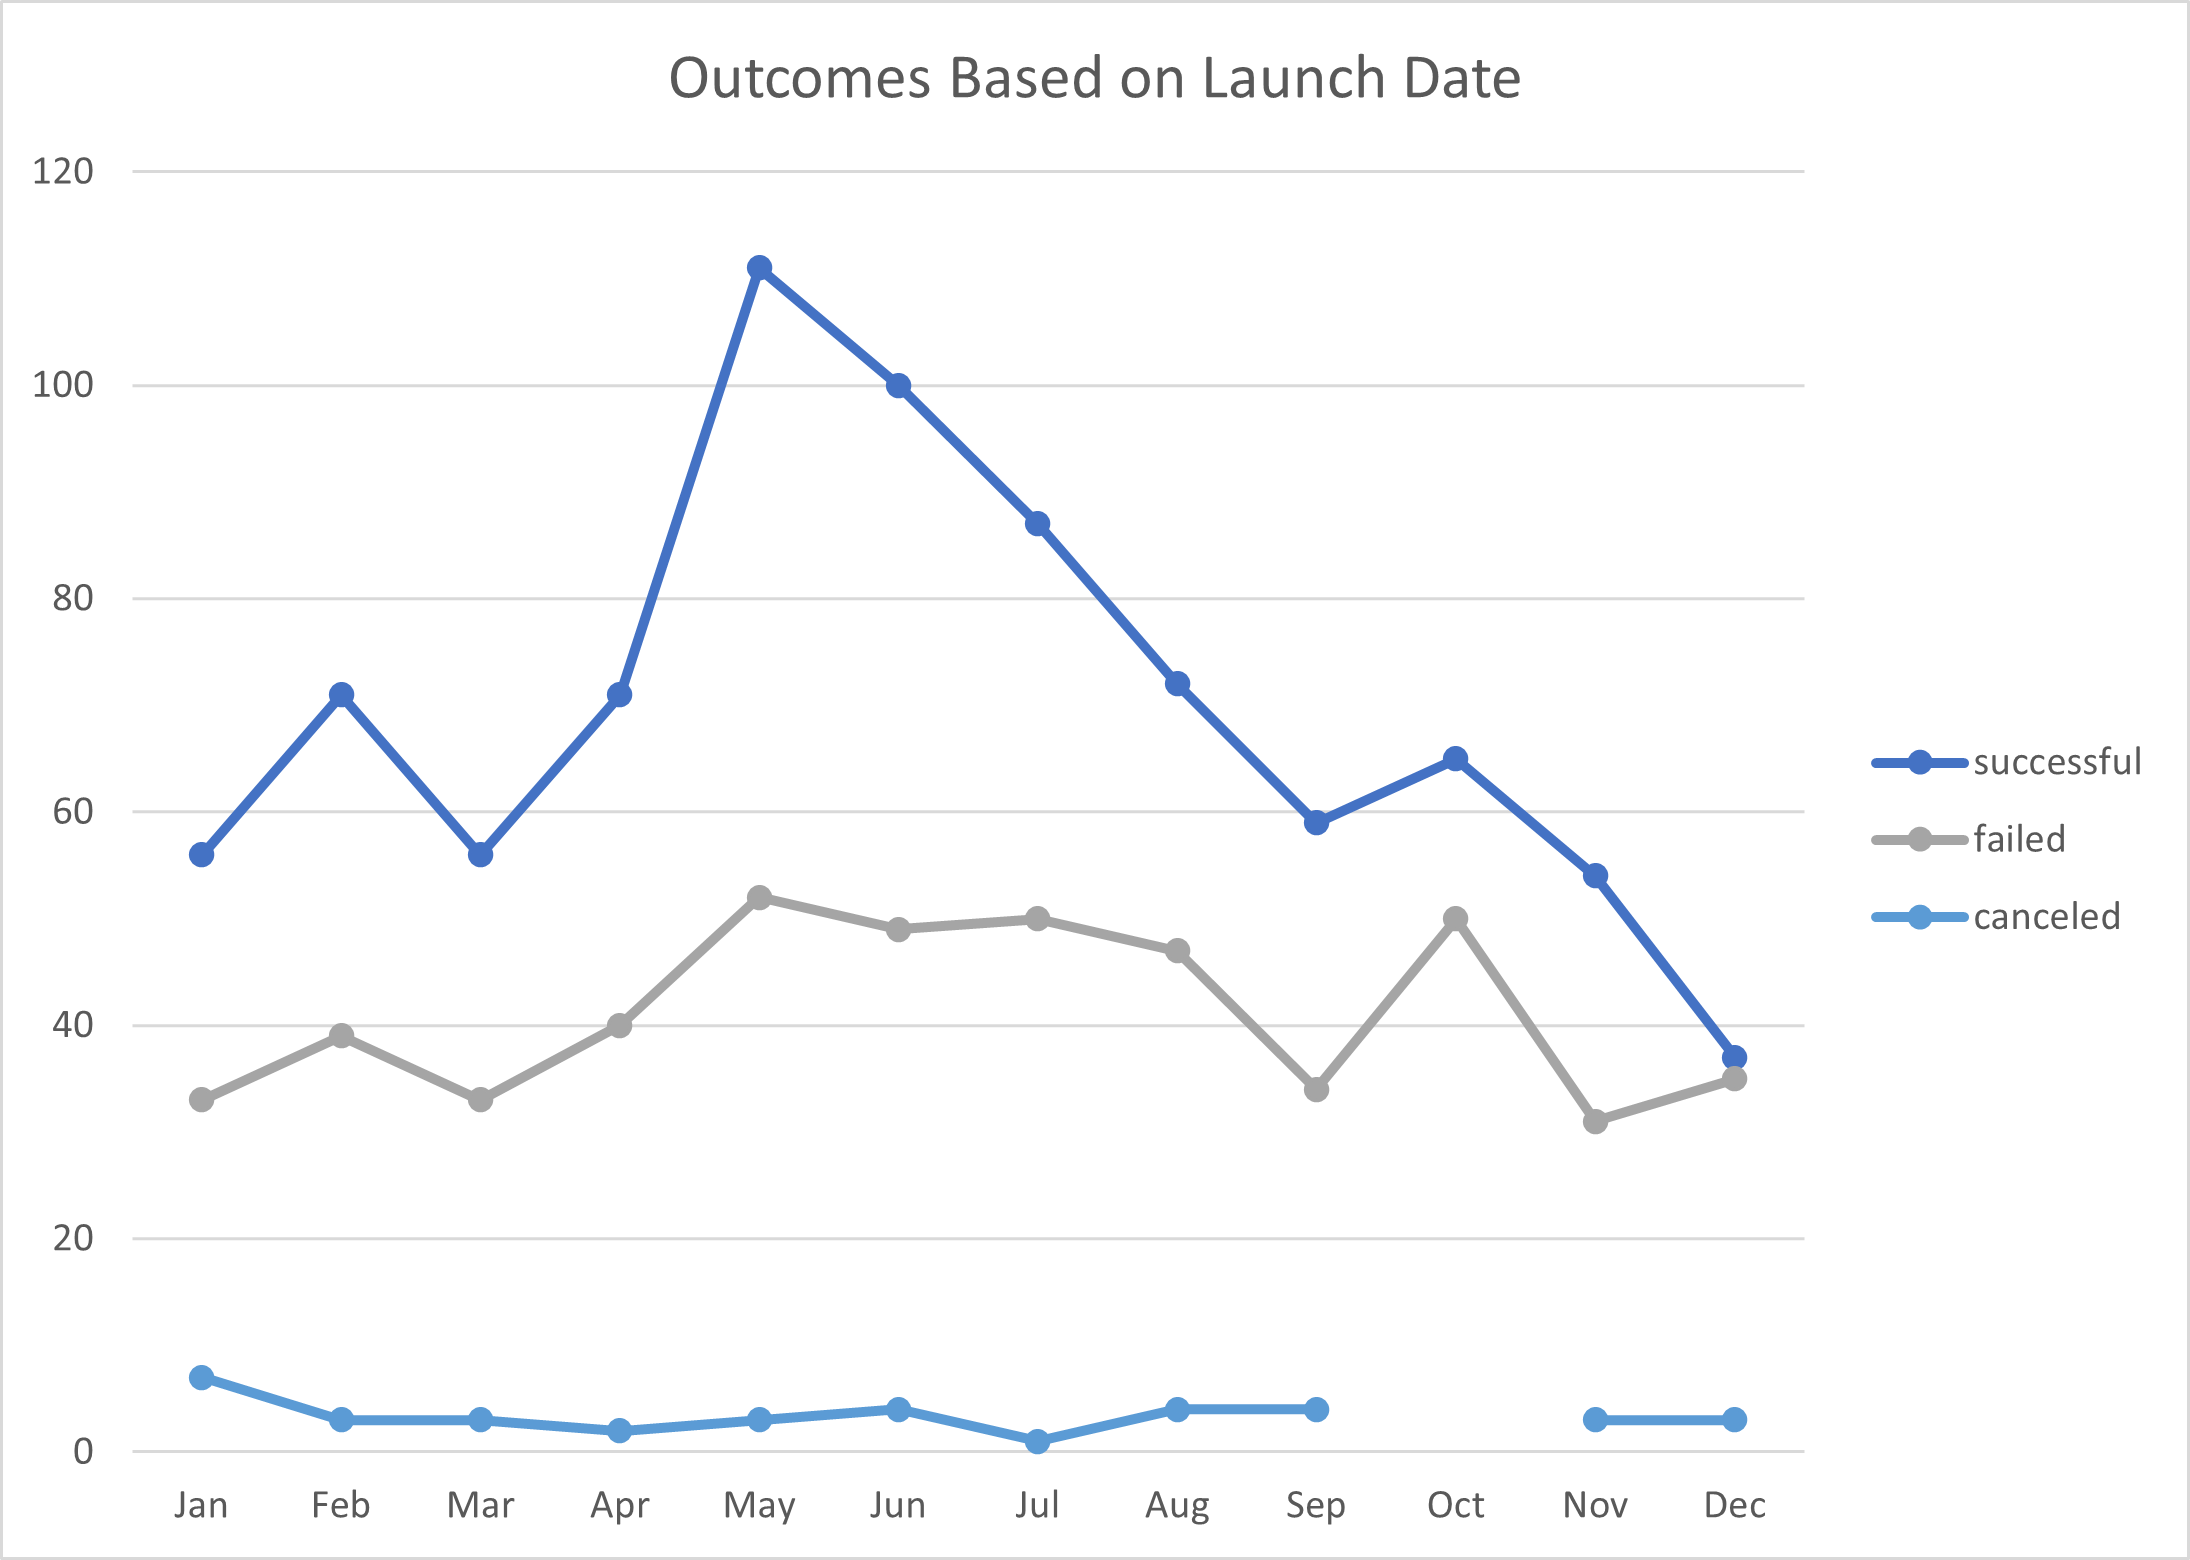 Outcomes Based on Launch Date
120
100
80
60
40
20
0
Jan Feb Mar Apr May Jun Jul Aug Sep Oct Nov Dec
successful
failed
canceled